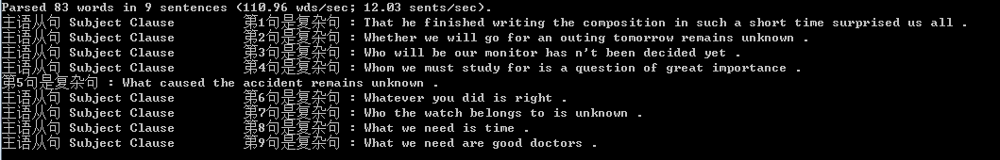 Parsed 83 words in 9 sentences (110.96 wds/sec; 12.03 sents/sec).
主语从句 Subject Clause 第1句是复杂句 : That he finished writing the composition in such a short time surprised us all .
主语从句 Subject Clause 第2句是复杂句 : Whether we will go for an outing tomorrow remains unknown .
主语从句 Subject Clause 第3句是复杂句 : Who will be our monitor has n't been decided yet .
主语从句 Subject Clause 第4句是复杂句 : Whom we must study for is a question of great importance .
第5句是复杂句 : What caused the accident remains unknown .
主语从句 Subject Clause 第6句是复杂句 : Whatever you did is right .
主语从句 Subject Clause 第7句是复杂句 : Who the watch belongs to is unknown .
主语从句 Subject Clause 第8句是复杂句 : What we need is time .
主语从句 Subject Clause 第9句是复杂句 : What we need are good doctors .